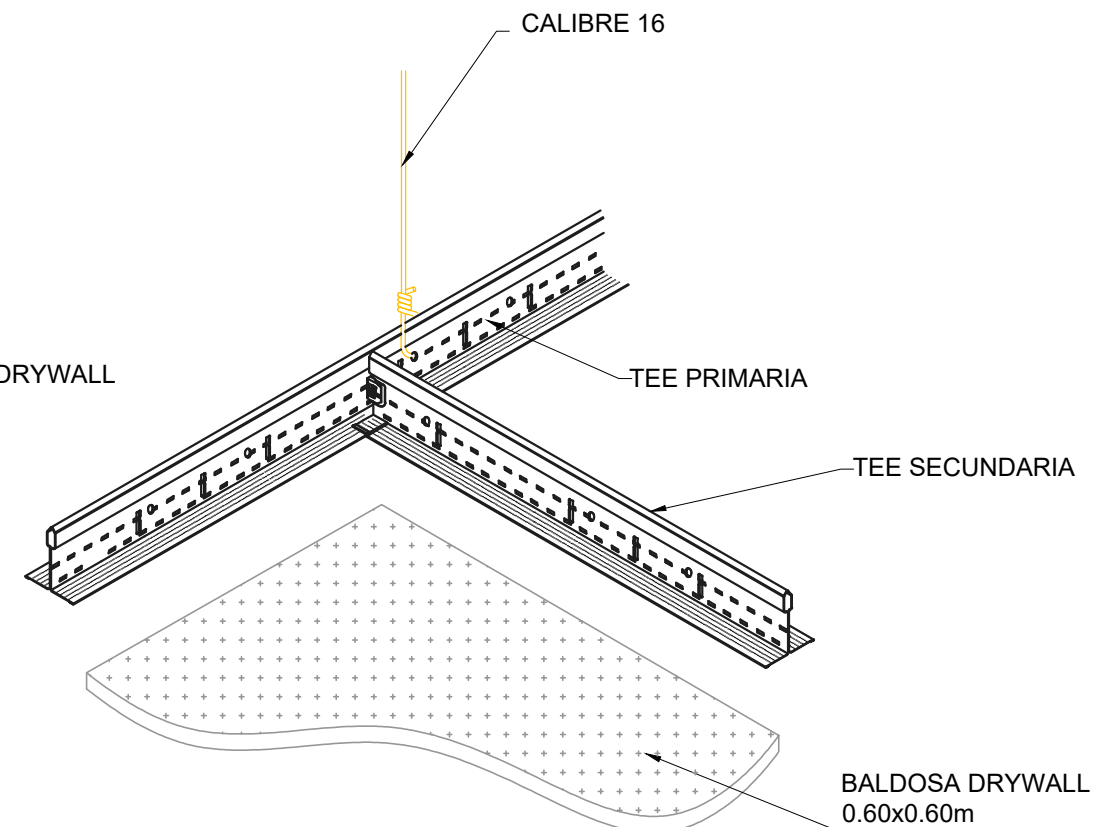 CALIBRE 16
DRYWALL
TEE PRIMARIA
TEE SECUNDARIA
BALDOSA DRYWALL
0.60x0.60m